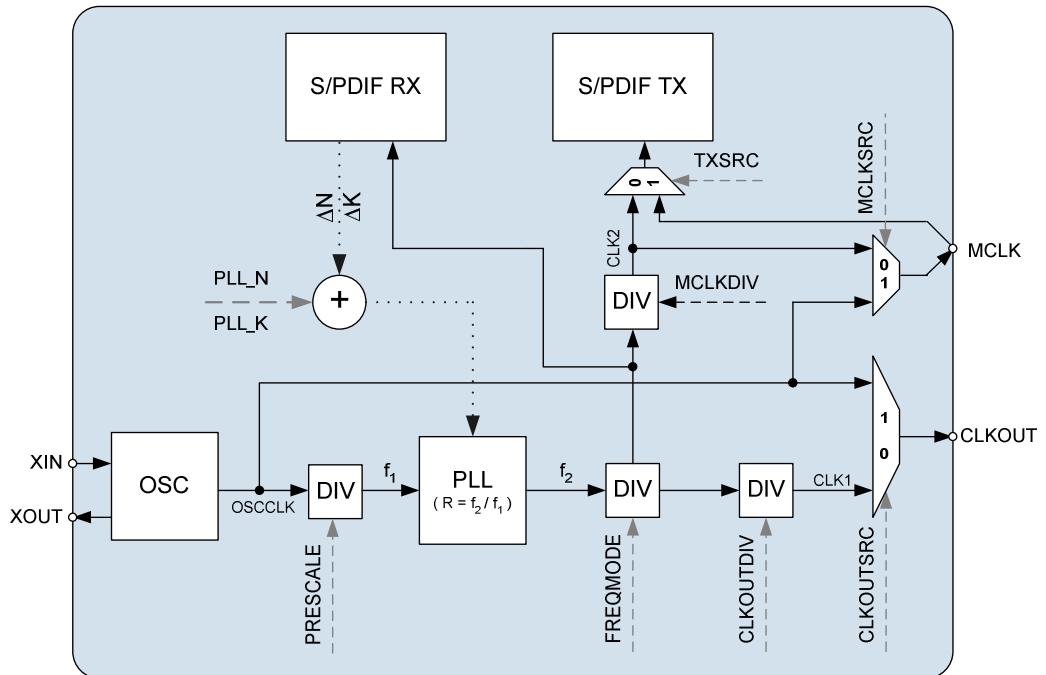 S/PDIF RX
S/PDIF TX
TXSRC
MCLKSRC
0 1
ΔN
ΔK
CLK2
MCLK
0
1
PLL_N
PLL_K
+
DIV
MCLKDIV
1
0
CLKOUT
XIN
XOUT
OSC
OSCCLK
DIV
f1
PLL
( R = f2 / f1 )
f2
DIV
DIV
CLK1
PRESCALE
FREQMODE
CLKOUTDIV
CLKOUTSRC